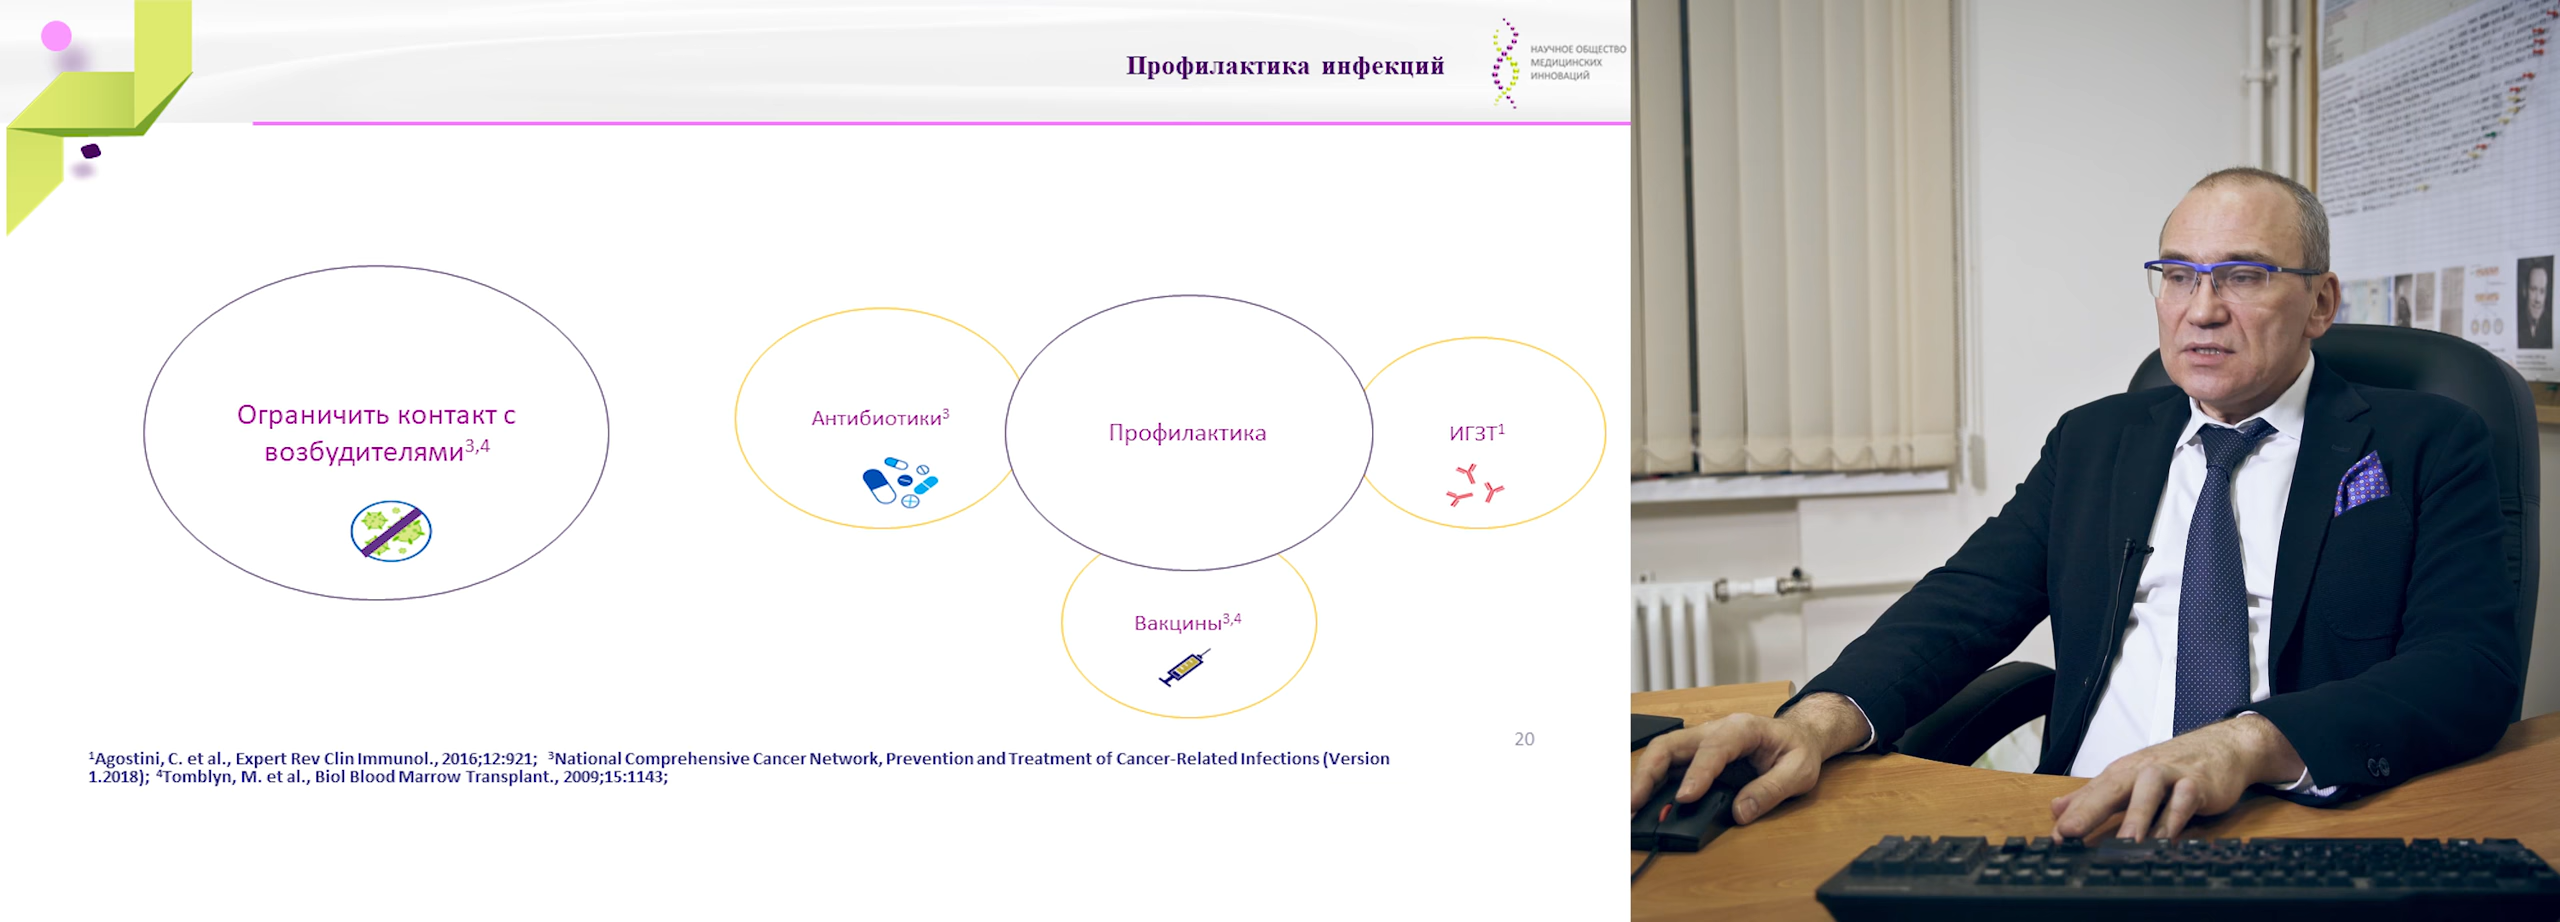 Профилактика инфекций
НАУЧНОЕ ОБЩЕСТВО
МЕДИЦИНСКИХ
ИННОВАЦИЙ
Ограничить контакт с
возбудителями³,⁴
Антибиотики³
Профилактика
ИГЗТ¹
Вакцины³,⁴
20
¹Agostini, C. et al., Expert Rev Clin Immunol., 2016;12:921; ³National Comprehensive Cancer Network, Prevention and Treatment of Cancer-Related Infections (Version
1.2018); ⁴Tomblyn, M. et al., Biol Blood Marrow Transplant., 2009;15:1143;